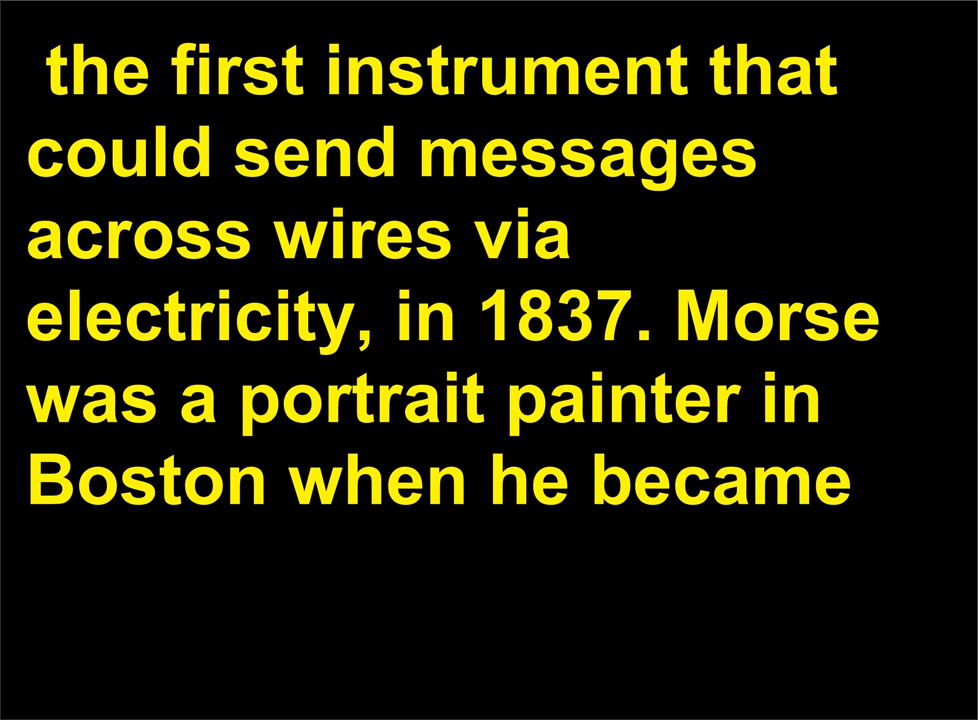 the first instrument that
could send messages
across wires via
electricity, in 1837. Morse
was a portrait painter in
Boston when he became